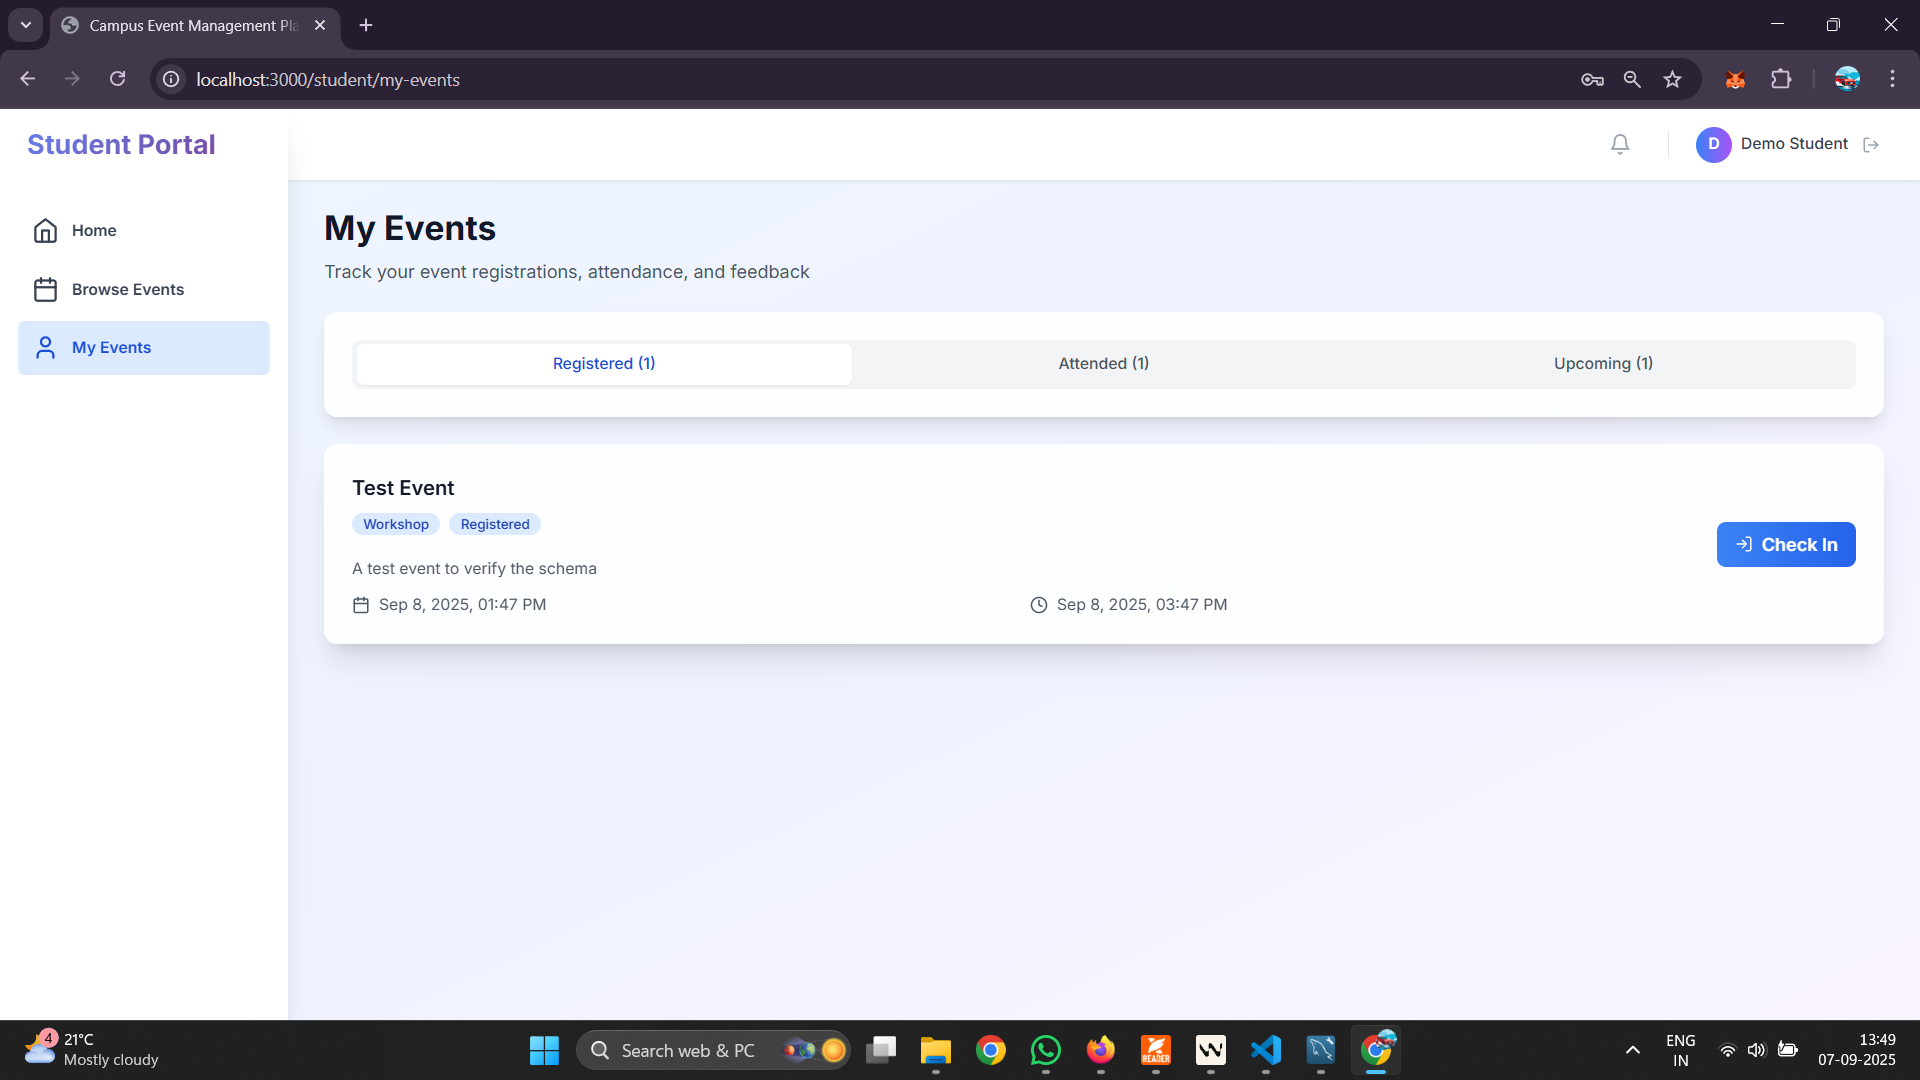 Campus Event Management Pla
localhost:3000/student/my-events
Student Portal
D
Demo Student
Home
Browse Events
My Events
My Events
Track your event registrations, attendance, and feedback
Registered (1)
Attended (1)
Upcoming (1)
Test Event
Workshop
Registered
A test event to verify the schema
Sep 8, 2025, 01:47 PM
Sep 8, 2025, 03:47 PM
Check In
4
21°C
Mostly cloudy
Search web & PC
READER
ENG
IN
13:49
07-09-2025